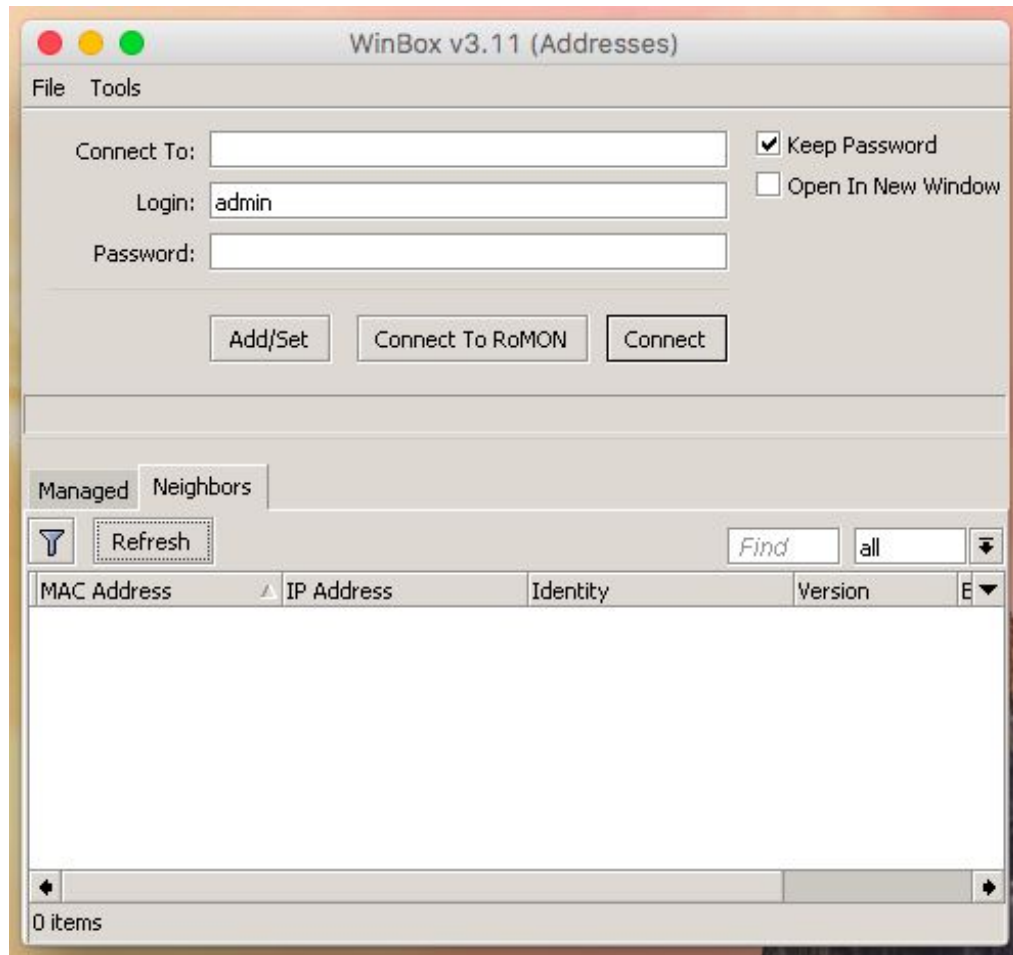 WinBox v3.11 (Addresses)
File Tools
Connect To:
Keep Password
Open In New Window
Login: admin
Password:
Add/Set Connect To RoMON Connect
Managed Neighbors
Refresh Find all
MAC Address IP Address Identity Version E
0 items